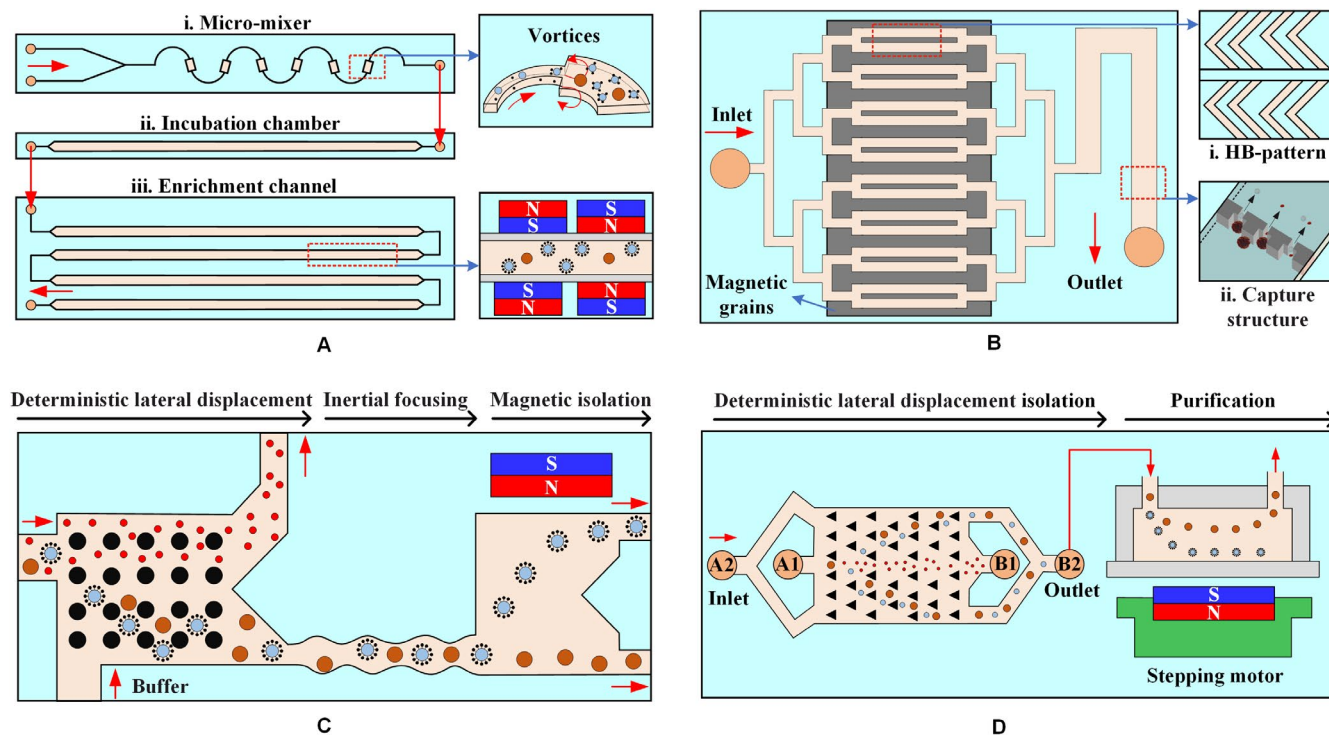 i. Micro-mixer
Vortices
ii. Incubation chamber
iii. Enrichment channel
N S
S N
S N
N S
A
Inlet
Outlet
Magnetic
grains
i. HB-pattern
ii. Capture
structure
B
Deterministic lateral displacement
Inertial focusing
Magnetic isolation
S
N
Buffer
C
Deterministic lateral displacement isolation
Purification
A2 A1 B1 B2
Inlet
Outlet
S
N
Stepping motor
D